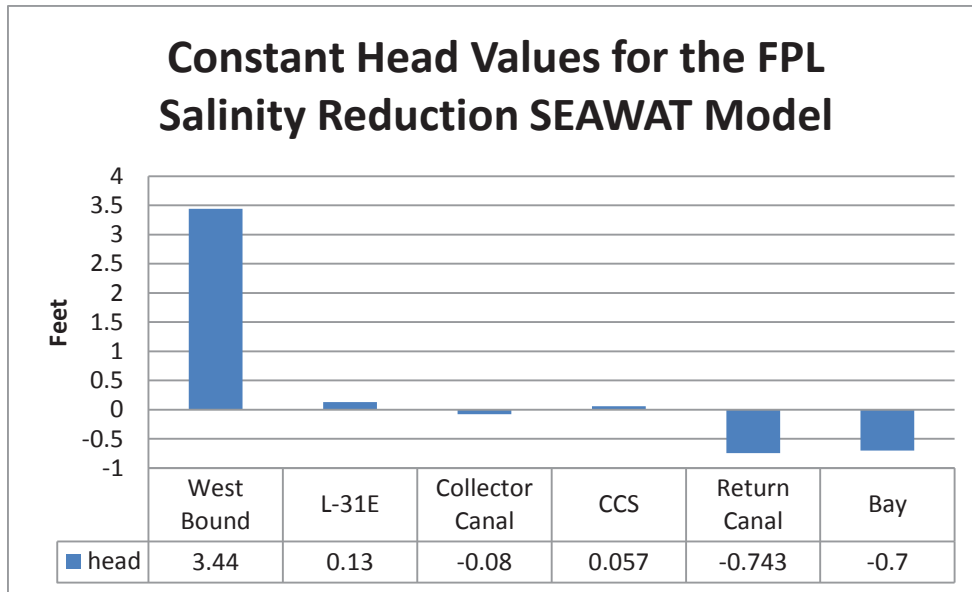 Constant Head Values for the FPL
Salinity Reduction SEAWAT Model
4
3.5
3
2.5
2
1.5
1
0.5
0
-0.5
-1
Feet
West Bound L-31E Collector Canal CCS Return Canal Bay
head 3.44 0.13 -0.08 0.057 -0.743 -0.7